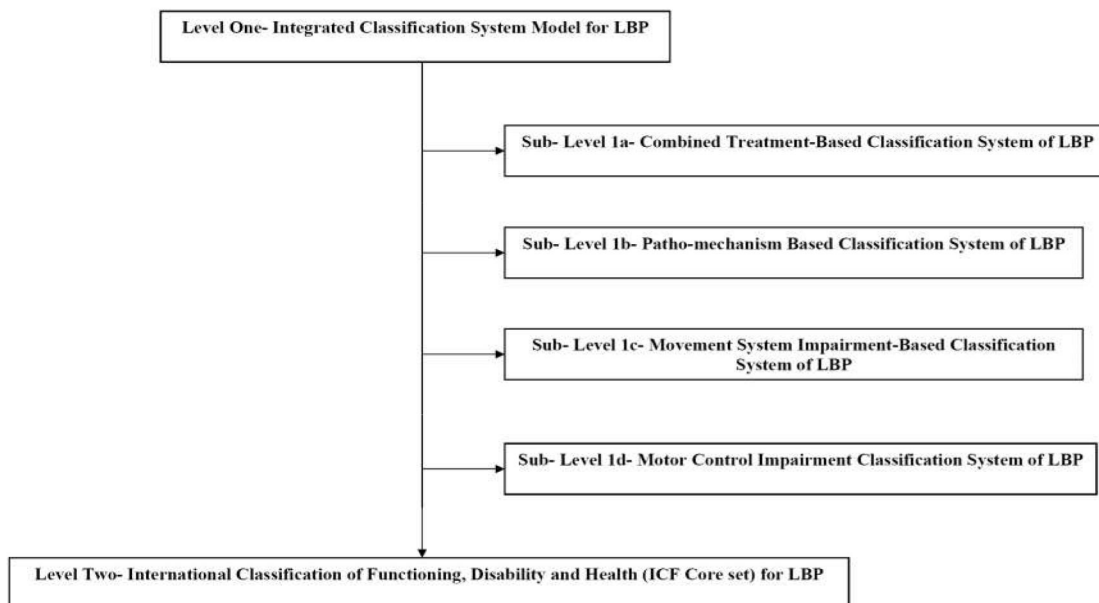 Level One- Integrated Classification System Model for LBP
Sub- Level 1a- Combined Treatment-Based Classification System of LBP
Sub- Level 1b- Patho-mechanism Based Classification System of LBP
Sub- Level 1c- Movement System Impairment-Based Classification
System of LBP
Sub- Level 1d- Motor Control Impairment Classification System of LBP
Level Two- International Classification of Functioning, Disability and Health (ICF Core set) for LBP